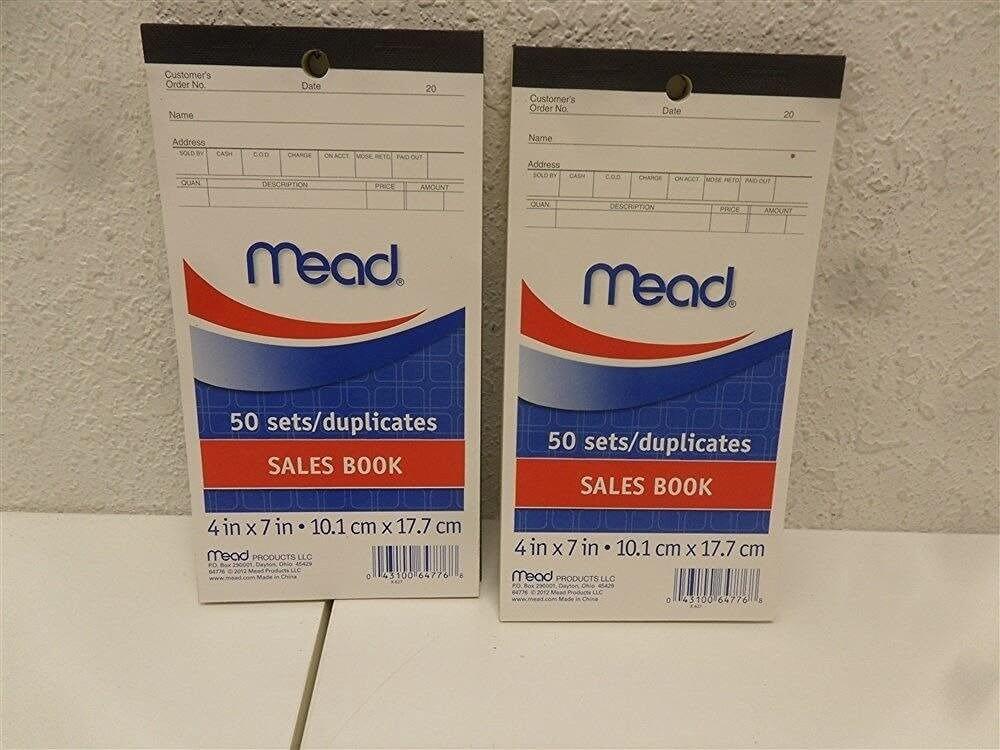 Customer's
Order No. Date 20
Name
Address
SOLD BY CASH C.O.D. CHARGE ON ACCT. MDSE. RETD. PAID OUT
QUAN. DESCRIPTION PRICE AMOUNT
Mead®
50 sets/duplicates
SALES BOOK
4 in x 7 in • 10.1 cm x 17.7 cm
Mead PRODUCTS LLC
P.O. Box 290001, Dayton, Ohio 45429
64776 © 2012 Mead Products LLC
www.mead.com Made in China
0 43100 64776 8
X-627
Customer's
Order No. Date 20
Name
Address
SOLD BY CASH C.O.D. CHARGE ON ACCT. MDSE. RETD. PAID OUT
QUAN. DESCRIPTION PRICE AMOUNT
Mead®
50 sets/duplicates
SALES BOOK
4 in x 7 in • 10.1 cm x 17.7 cm
Mead PRODUCTS LLC
P.O. Box 290001, Dayton, Ohio 45429
64776 © 2012 Mead Products LLC
www.mead.com Made in China
0 43100 64776 8
X-627